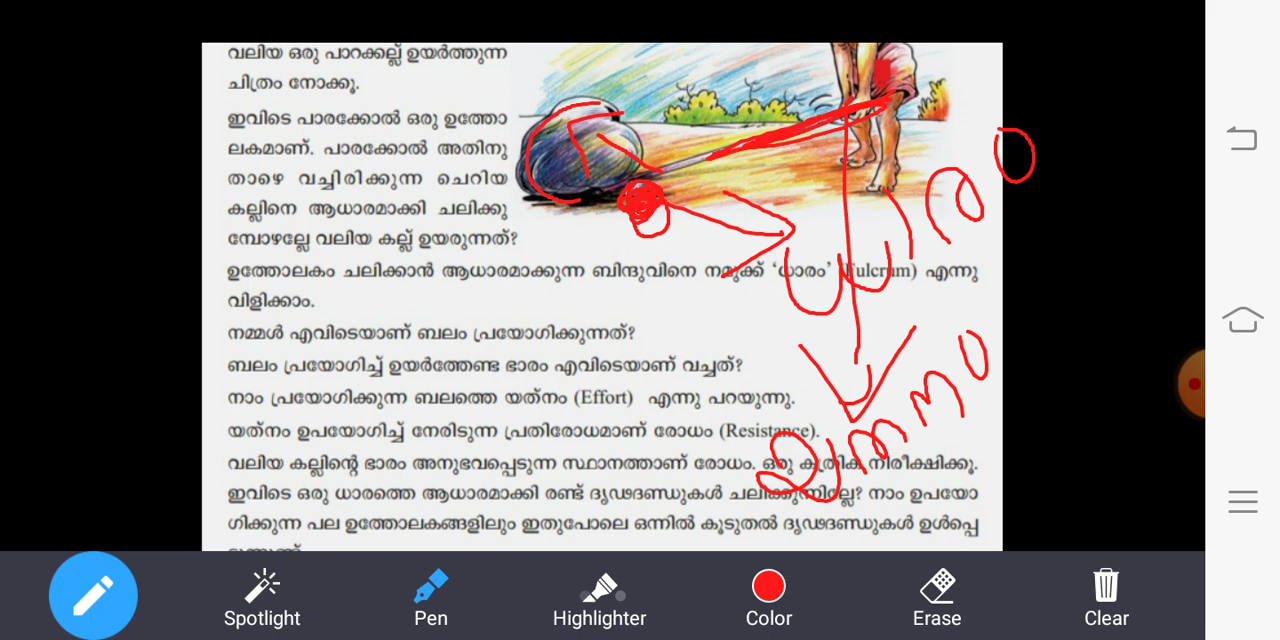 വലിയ ഒരു പാറക്കല്ല് ഉയർത്തുന്ന
ചിത്രം നോക്കൂ.
ഇവിടെ പാരക്കോൽ ഒരു ഉത്തോ
ലകമാണ്. പാരക്കോൽ അതിനു
താഴെ വച്ചിരിക്കുന്ന ചെറിയ
കല്ലിനെ ആധാരമാക്കി ചലിക്കു
മ്പോഴല്ലേ വലിയ കല്ല് ഉയരുന്നത്?
ഉത്തോലകം ചലിക്കാൻ ആധാരമാക്കുന്ന ബിന്ദുവിനെ നമുക്ക് ‘ധാരം’ (Fulcrum) എന്നു
വിളിക്കാം.
നമ്മൾ എവിടെയാണ് ബലം പ്രയോഗിക്കുന്നത്?
ബലം പ്രയോഗിച്ച് ഉയർത്തേണ്ട ഭാരം എവിടെയാണ് വച്ചത്?
നാം പ്രയോഗിക്കുന്ന ബലത്തെ യത്നം (Effort) എന്നു പറയുന്നു.
യത്നം ഉപയോഗിച്ച് നേരിടുന്ന പ്രതിരോധമാണ് രോധം (Resistance).
വലിയ കല്ലിന്റെ ഭാരം അനുഭവപ്പെടുന്ന സ്ഥാനത്താണ് രോധം. ഒരു കത്രിക നിരീക്ഷിക്കൂ.
ഇവിടെ ഒരു ധാരത്തെ ആധാരമാക്കി രണ്ട് ദൃഢദണ്ഡുകൾ ചലിക്കുന്നില്ലേ? നാം ഉപയോ
ഗിക്കുന്ന പല ഉത്തോലകങ്ങളിലും ഇതുപോലെ ഒന്നിൽ കൂടുതൽ ദൃഢദണ്ഡുകൾ ഉൾപ്പെ
ധാരം
Spotlight Pen Highlighter Color Erase Clear